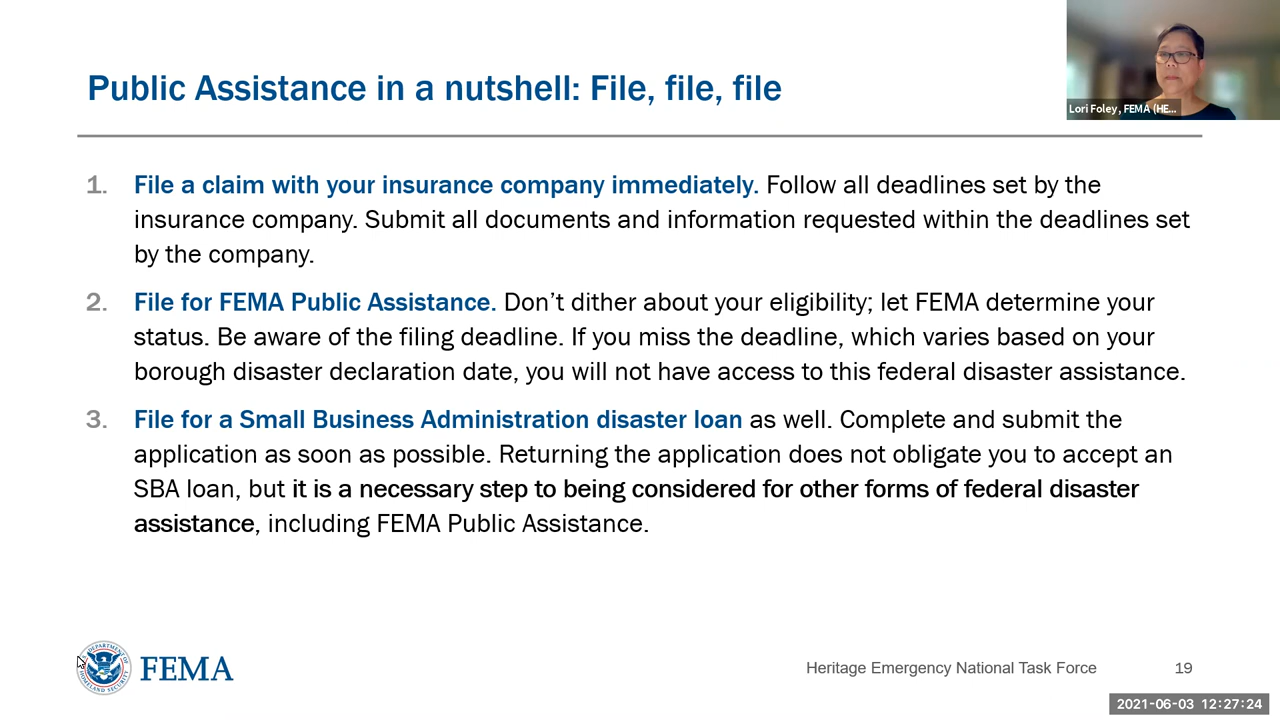 Public Assistance in a nutshell: File, file, file
Lori Foley, FEMA (HE...
1. File a claim with your insurance company immediately. Follow all deadlines set by the
insurance company. Submit all documents and information requested within the deadlines set
by the company.
2. File for FEMA Public Assistance. Don’t dither about your eligibility; let FEMA determine your
status. Be aware of the filing deadline. If you miss the deadline, which varies based on your
borough disaster declaration date, you will not have access to this federal disaster assistance.
3. File for a Small Business Administration disaster loan as well. Complete and submit the
application as soon as possible. Returning the application does not obligate you to accept an
SBA loan, but it is a necessary step to being considered for other forms of federal disaster
assistance, including FEMA Public Assistance.
FEMA
Heritage Emergency National Task Force
19
2021-06-03 12:27:24